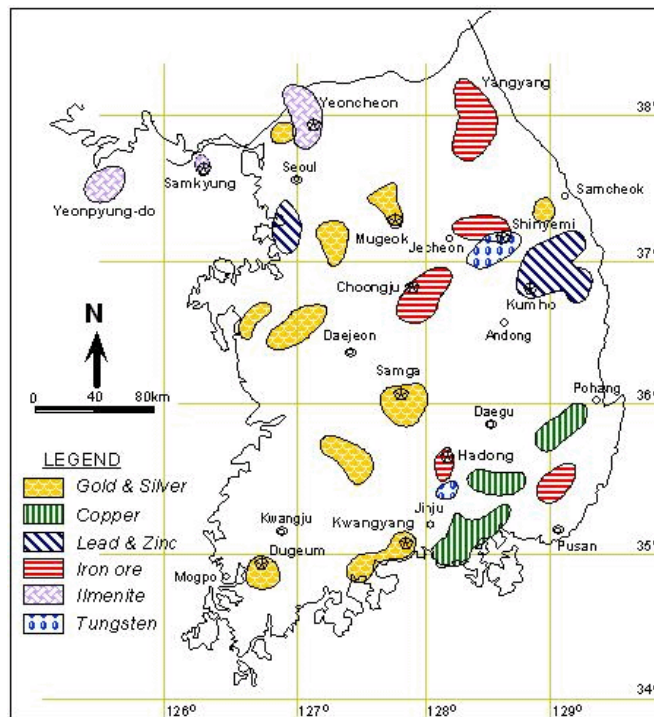 Yangyang
Yeoncheon
38°
Seoul
Samkyung
Samcheok
Yeonpyung-do
Shinyemi
Mugeok
Jecheon
37°
Choongju
Kumho
N
Daejeon
Andong
Samga
0 40 80km
Pohang
36°
Daegu
LEGEND
Hadong
Gold & Silver
Copper
Jinju
Kwangju
Kwangyang
Lead & Zinc
Pusan
35°
Dugeum
Iron ore
Mogpo
Ilmenite
Tungsten
34°
126° 127° 128° 129°